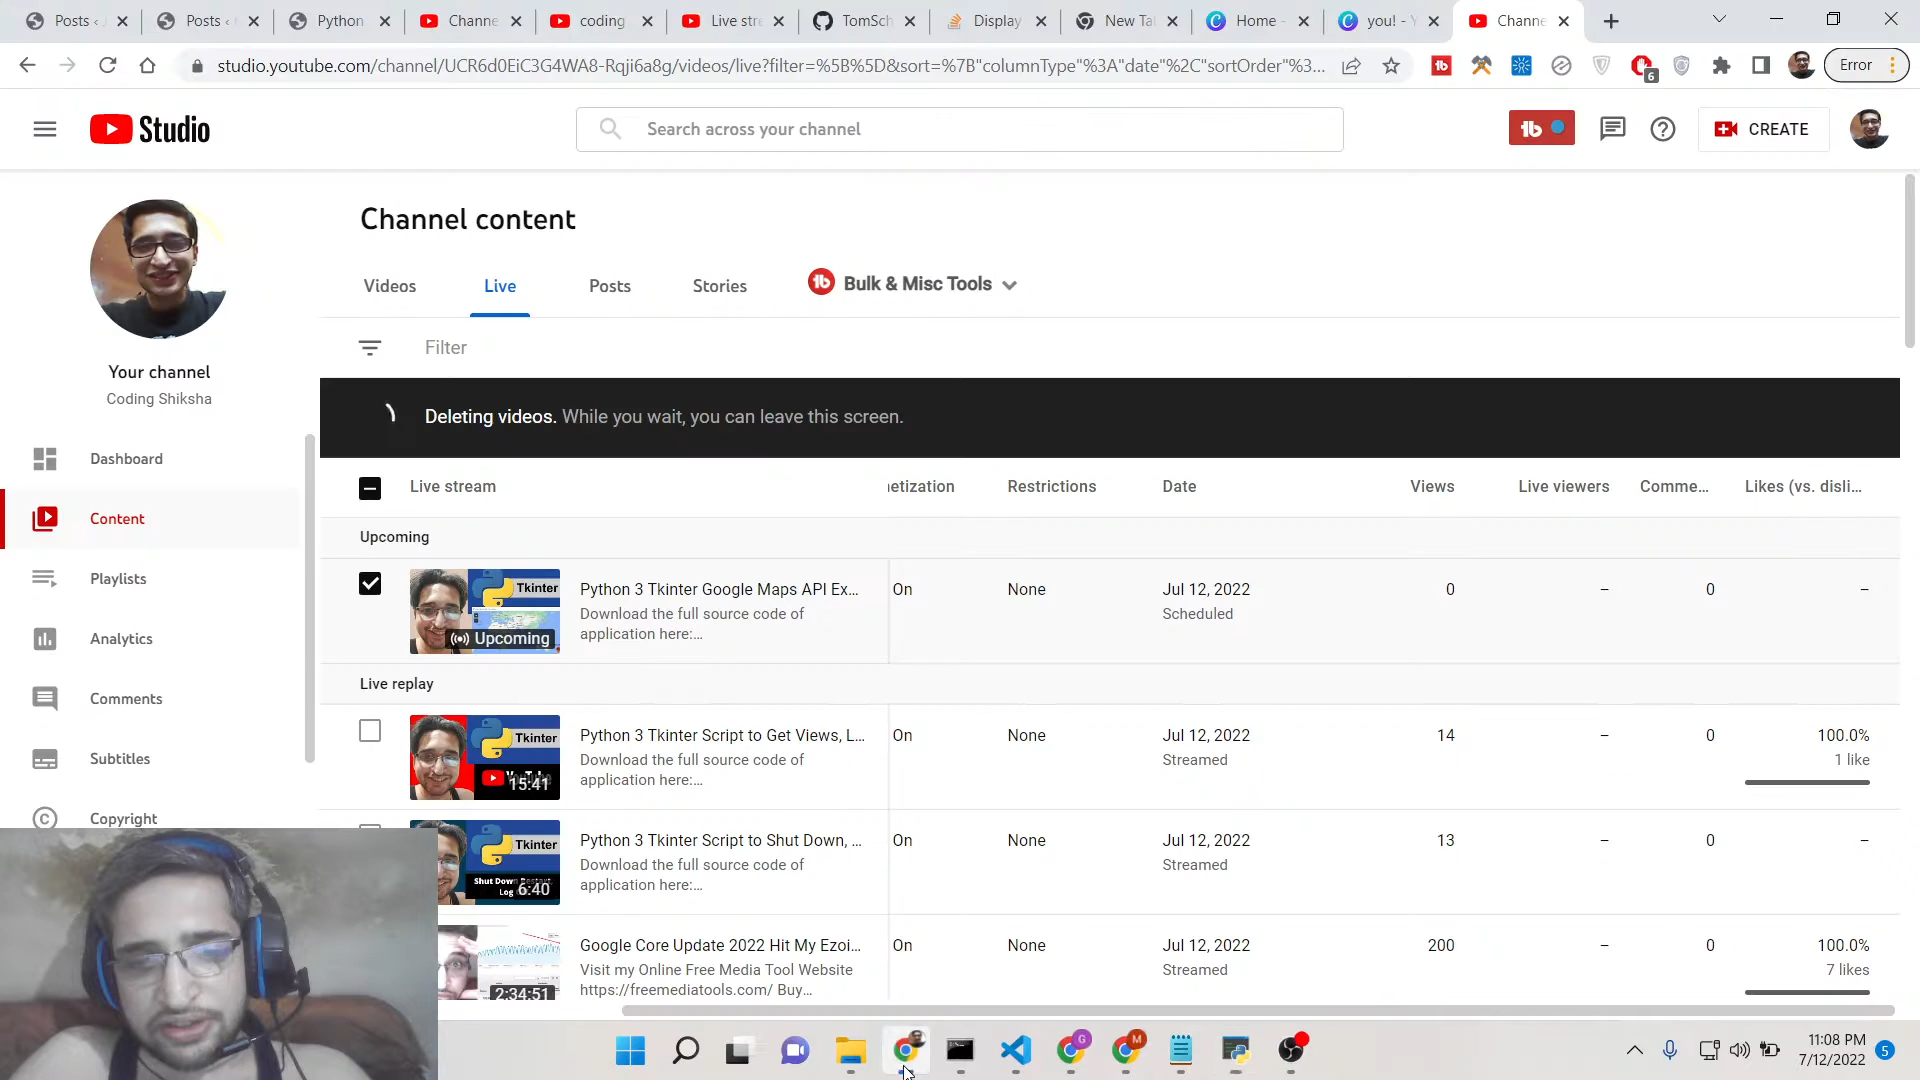 Posts ‹
Posts ‹
Python
Channe
coding
Live stre
TomSch
Display
New Ta
Home -
you! - Y
Channe
studio.youtube.com/channel/UCR6d0EiC3G4WA8-Rqji6a8g/videos/live?filter=%5B%5D&sort=%7B"columnType"%3A"date"%2C"sortOrder"%3...
6
Error
Studio
Search across your channel
CREATE
Channel content
Videos
Live
Posts
Stories
Bulk & Misc Tools
Your channel
Coding Shiksha
Filter
Deleting videos. While you wait, you can leave this screen.
Dashboard
Content
Playlists
Analytics
Comments
Subtitles
Copyright
Live stream
etization
Restrictions
Date
Views
Live viewers
Comme...
Likes (vs. disli...
Upcoming
Tkinter
Upcoming
Python 3 Tkinter Google Maps API Ex...
Download the full source code of
application here:...
On
None
Jul 12, 2022
Scheduled
0
–
0
–
Live replay
Tkinter
15:41
Python 3 Tkinter Script to Get Views, L...
Download the full source code of
application here:...
On
None
Jul 12, 2022
Streamed
14
–
0
100.0%
1 like
Tkinter
Shut Down Restart
Log
6:40
Python 3 Tkinter Script to Shut Down, ...
Download the full source code of
application here:...
On
None
Jul 12, 2022
Streamed
13
–
0
–
2:34:51
Google Core Update 2022 Hit My Ezoi...
Visit my Online Free Media Tool Website
https://freemediatools.com/ Buy...
On
None
Jul 12, 2022
Streamed
200
–
0
100.0%
7 likes
G
M
11:08 PM
7/12/2022
5